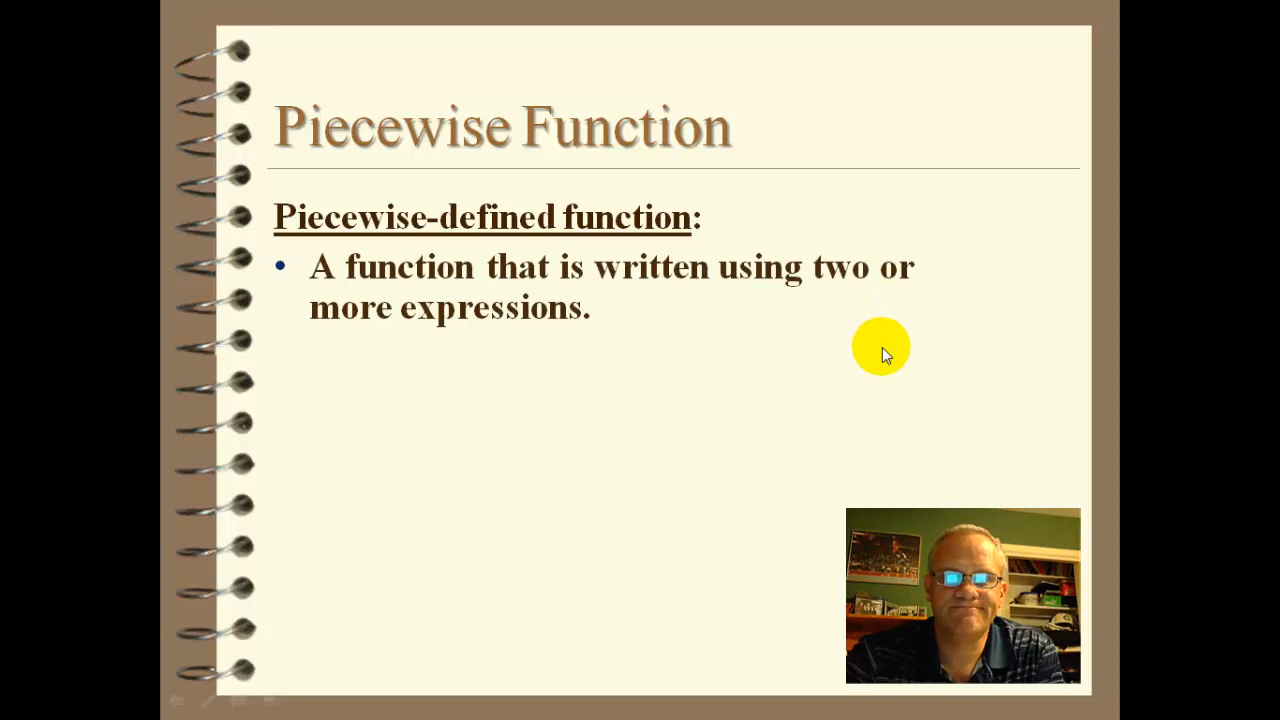 Piecewise Function
Piecewise-defined function:
• A function that is written using two or
more expressions.